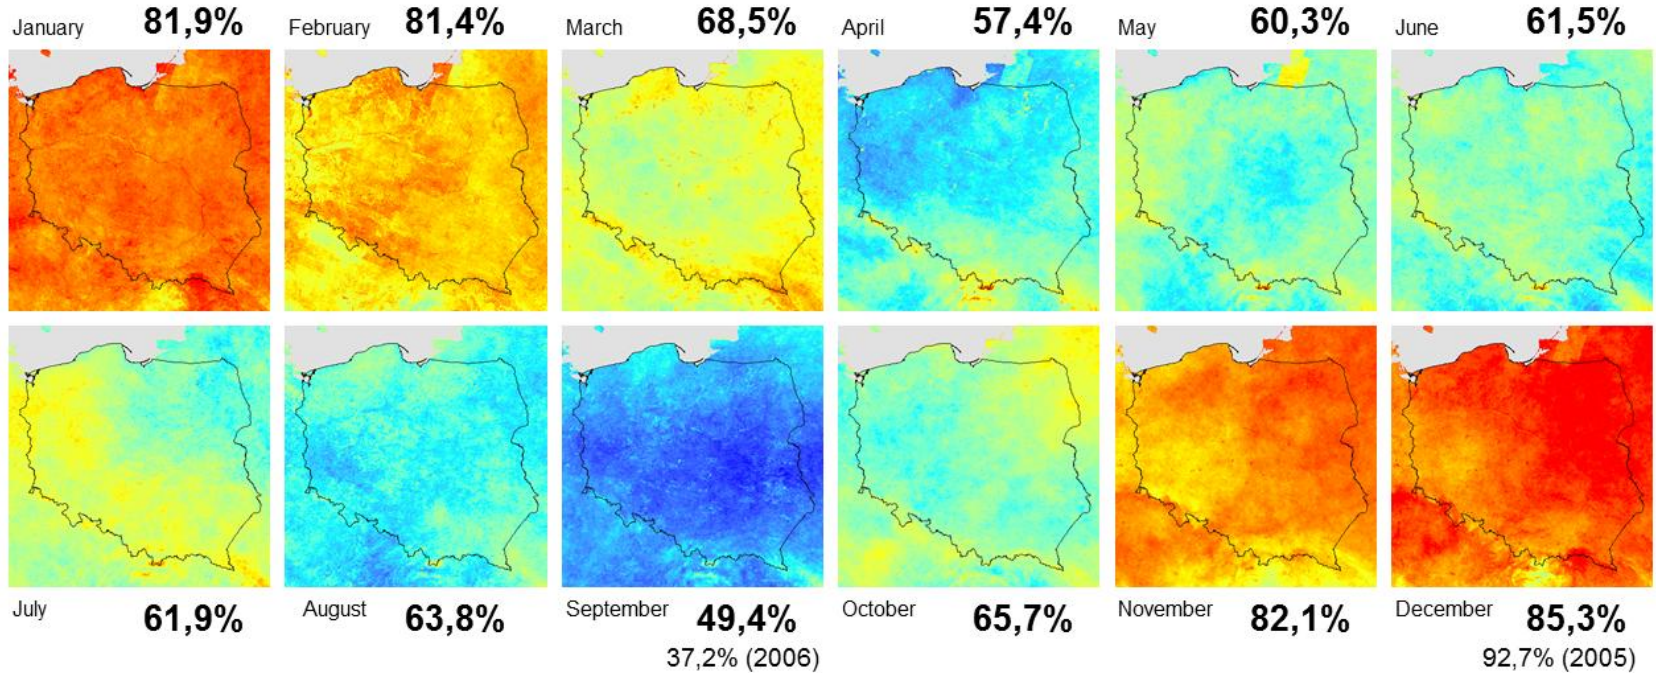 January 81,9%
February 81,4%
March 68,5%
April 57,4%
May 60,3%
June 61,5%
July 61,9%
August 63,8%
September 49,4%
37,2% (2006)
October 65,7%
November 82,1%
December 85,3%
92,7% (2005)